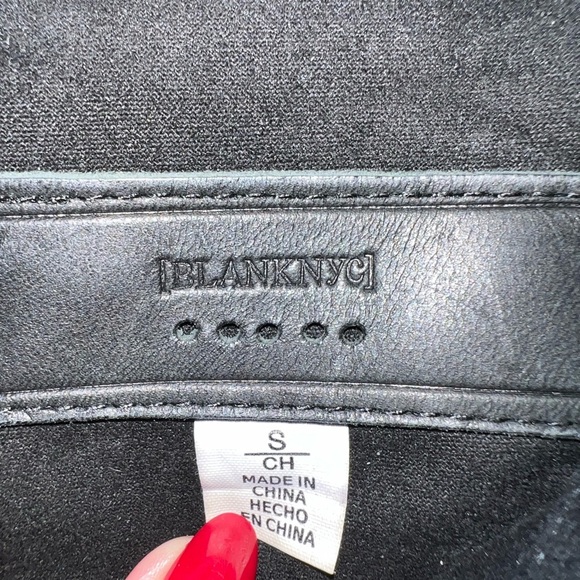 [BLANKNYC]
S
CH
MADE IN
CHINA
HECHO
EN CHINA